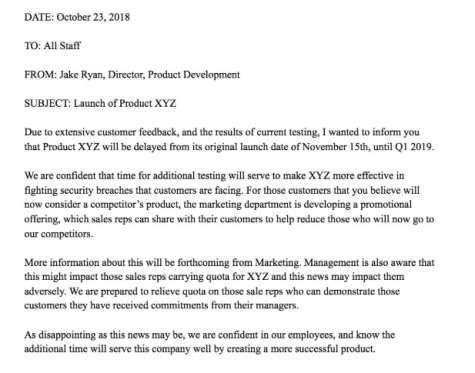 DATE: October 23, 2018
TO: All Staff
FROM: Jake Ryan, Director, Product Development
SUBJECT: Launch of Product XYZ
Due to extensive customer feedback, and the results of current testing, I wanted to inform you
that Product XYZ will be delayed from its original launch date of November 15th, until Q1 2019.
We are confident that time for additional testing will serve to make XYZ more effective in
fighting security breaches that customers are facing. For those customers that you believe will
now consider a competitor's product, the marketing department is developing a promotional
offering, which sales reps can share with their customers to help reduce those who will now go to
our competitors.
More information about this will be forthcoming from Marketing. Management is also aware that
this might impact those sales reps carrying quota for XYZ and this news may impact them
adversely. We are prepared to relieve quota on those sale reps who can demonstrate those
customers they have received commitments from their managers.
As disappointing as this news may be, we are confident in our employees, and know the
additional time will serve this company well by creating a more successful product.